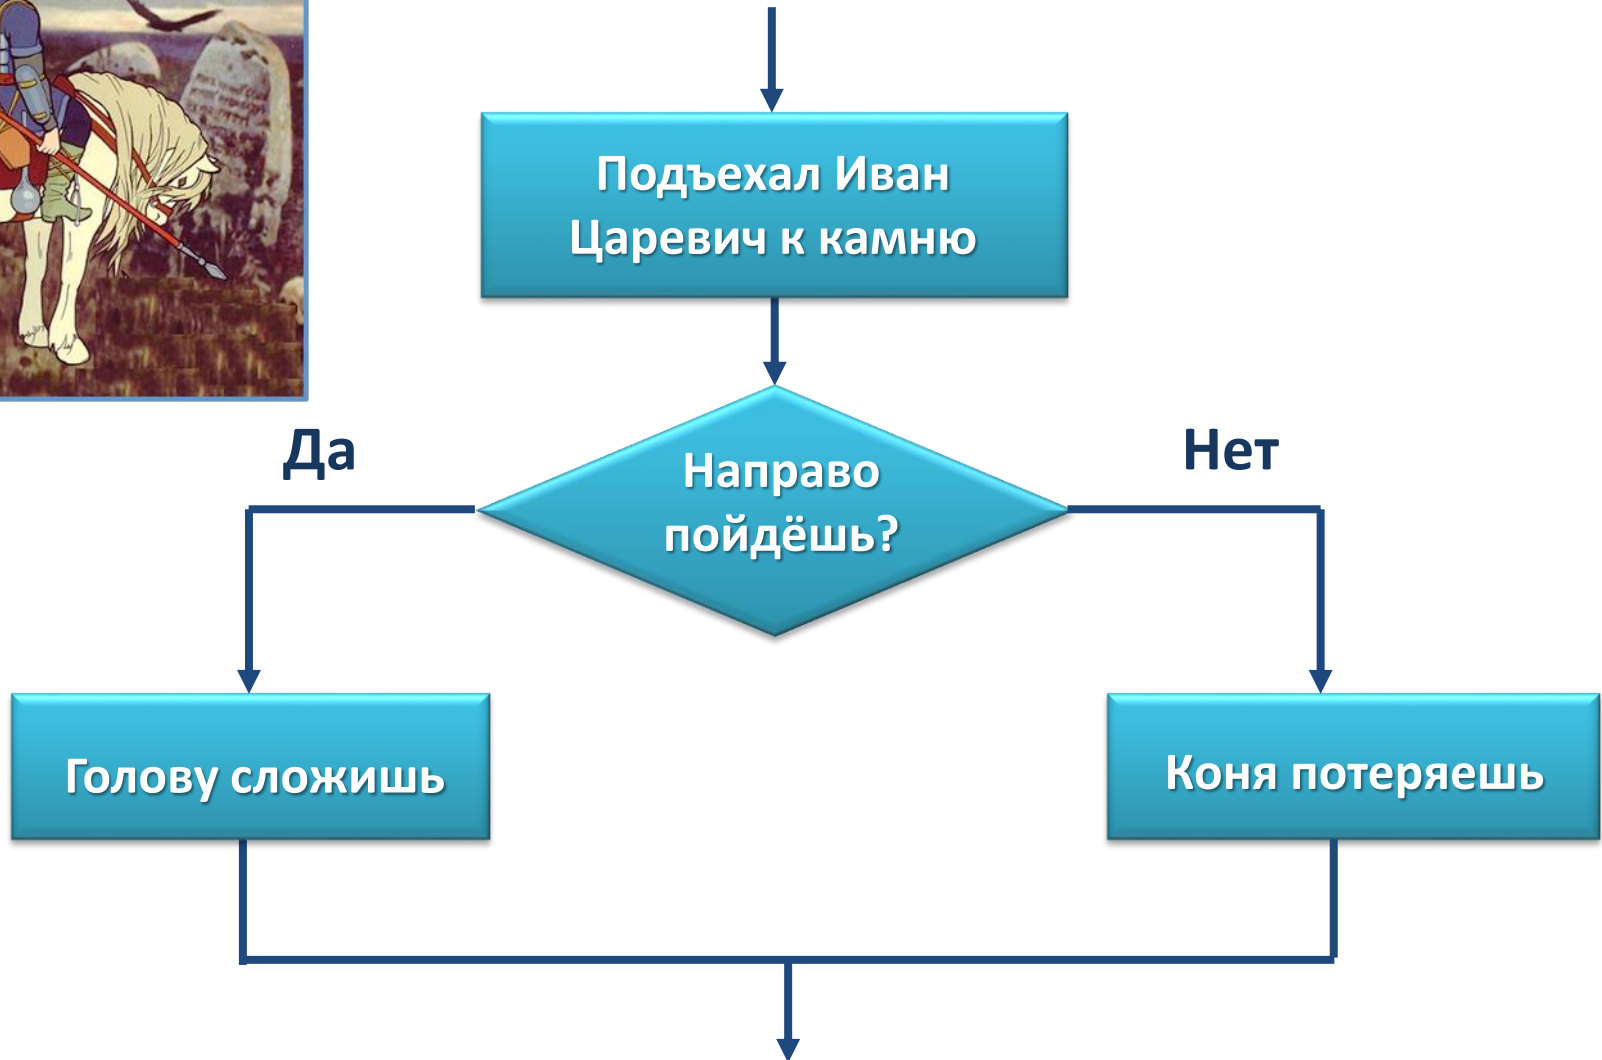 Подъехал Иван
Царевич к камню
Да
Направо
пойдёшь?
Нет
Голову сложишь
Коня потеряешь